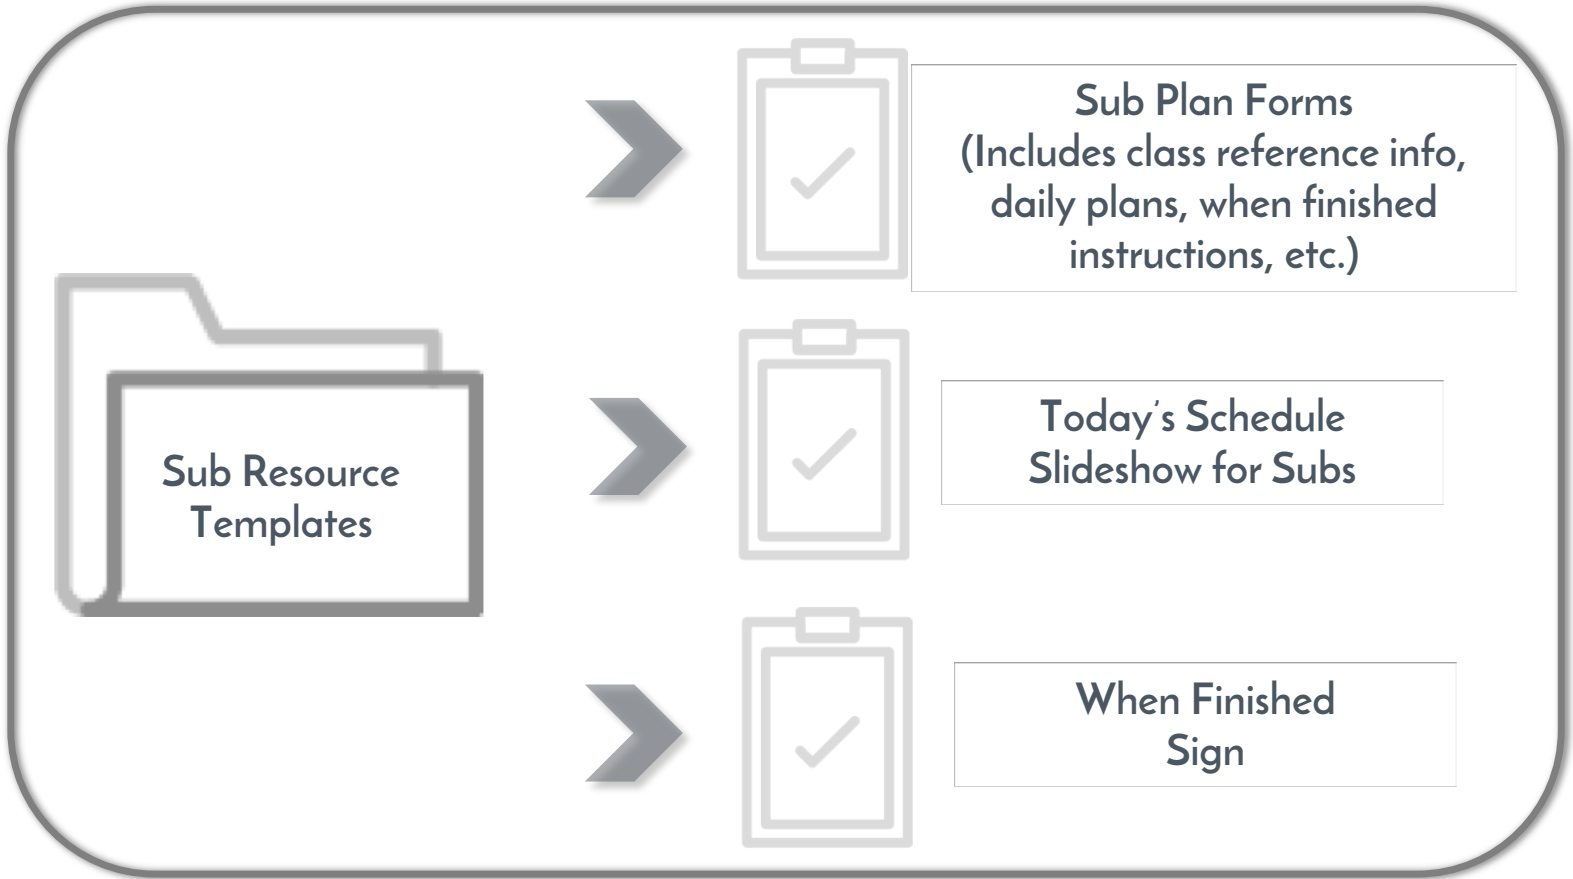 Sub Plan Forms
(Includes class reference info,
daily plans, when finished
instructions, etc.)
Sub Resource
Templates
Today's Schedule
Slideshow for Subs
When Finished
Sign